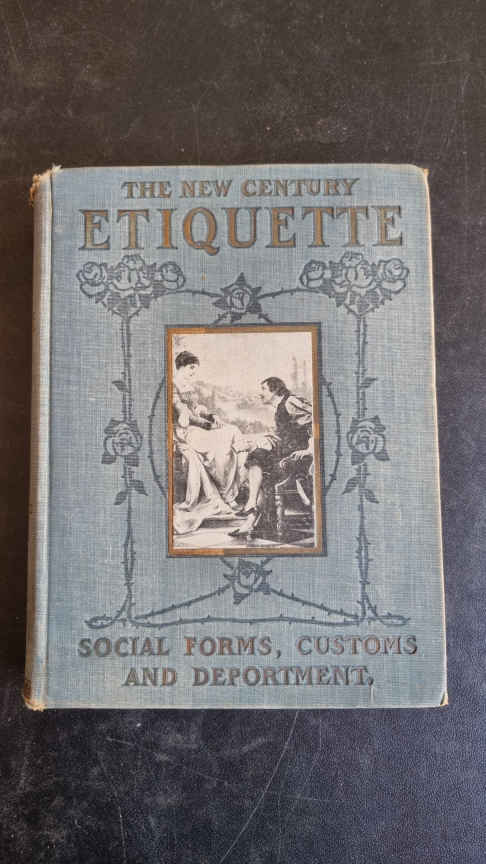 THE NEW CENTURY
ETIQUETTE
SOCIAL FORMS, CUSTOMS
AND DEPORTMENT.